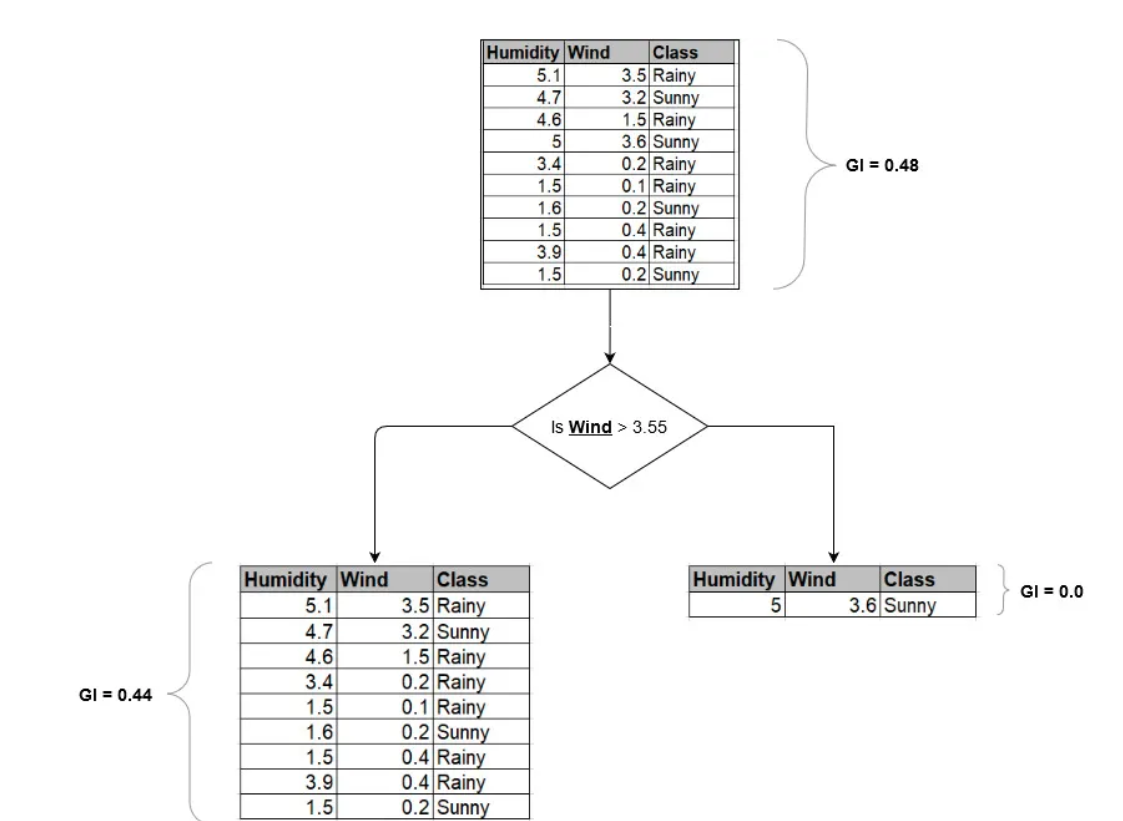 Humidity Wind Class
5.1 3.5 Rainy
4.7 3.2 Sunny
4.6 1.5 Rainy
5 3.6 Sunny
3.4 0.2 Rainy
1.5 0.1 Rainy
1.6 0.2 Sunny
1.5 0.4 Rainy
3.9 0.4 Rainy
1.5 0.2 Sunny
GI = 0.48
Is Wind > 3.55
Humidity Wind Class
5.1 3.5 Rainy
4.7 3.2 Sunny
4.6 1.5 Rainy
3.4 0.2 Rainy
1.5 0.1 Rainy
1.6 0.2 Sunny
1.5 0.4 Rainy
3.9 0.4 Rainy
1.5 0.2 Sunny
GI = 0.44
Humidity Wind Class
5 3.6 Sunny
GI = 0.0